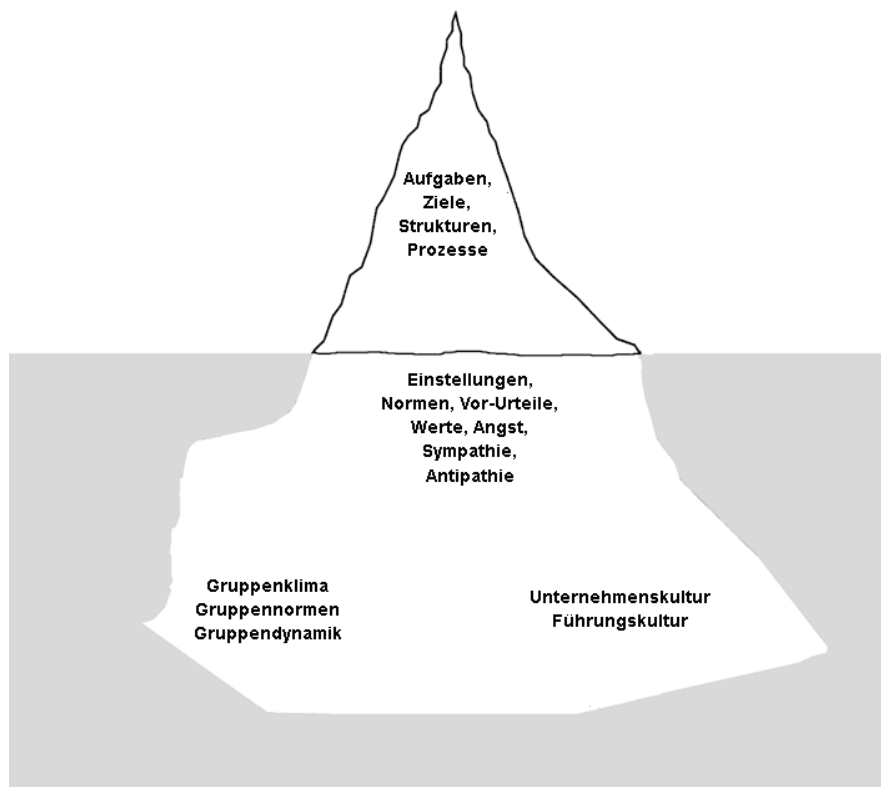 Aufgaben,
Ziele,
Strukturen,
Prozesse
Einstellungen,
Normen, Vor-Urteile,
Werte, Angst,
Sympathie,
Antipathie
Gruppenklima
Gruppennormen
Gruppendynamik
Unternehmenskultur
Führungskultur